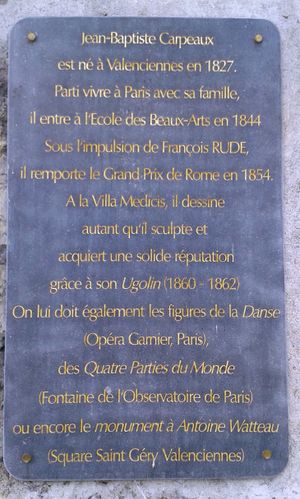 Jean-Baptiste Carpeaux
est né à Valenciennes en 1827.
Parti vivre à Paris avec sa famille,
il entre à l'Ecole des Beaux-Arts en 1844
Sous l'impulsion de François RUDE,
il remporte le Grand Prix de Rome en 1854.
A la Villa Medicis, il dessine
autant qu'il sculpte et
acquiert une solide réputation
grâce à son Ugolin (1860 - 1862)
On lui doit également les figures de la Danse
(Opéra Garnier, Paris),
des Quatre Parties du Monde
(Fontaine de l'Observatoire de Paris)
ou encore le monument à Antoine Watteau
(Square Saint Géry Valenciennes)